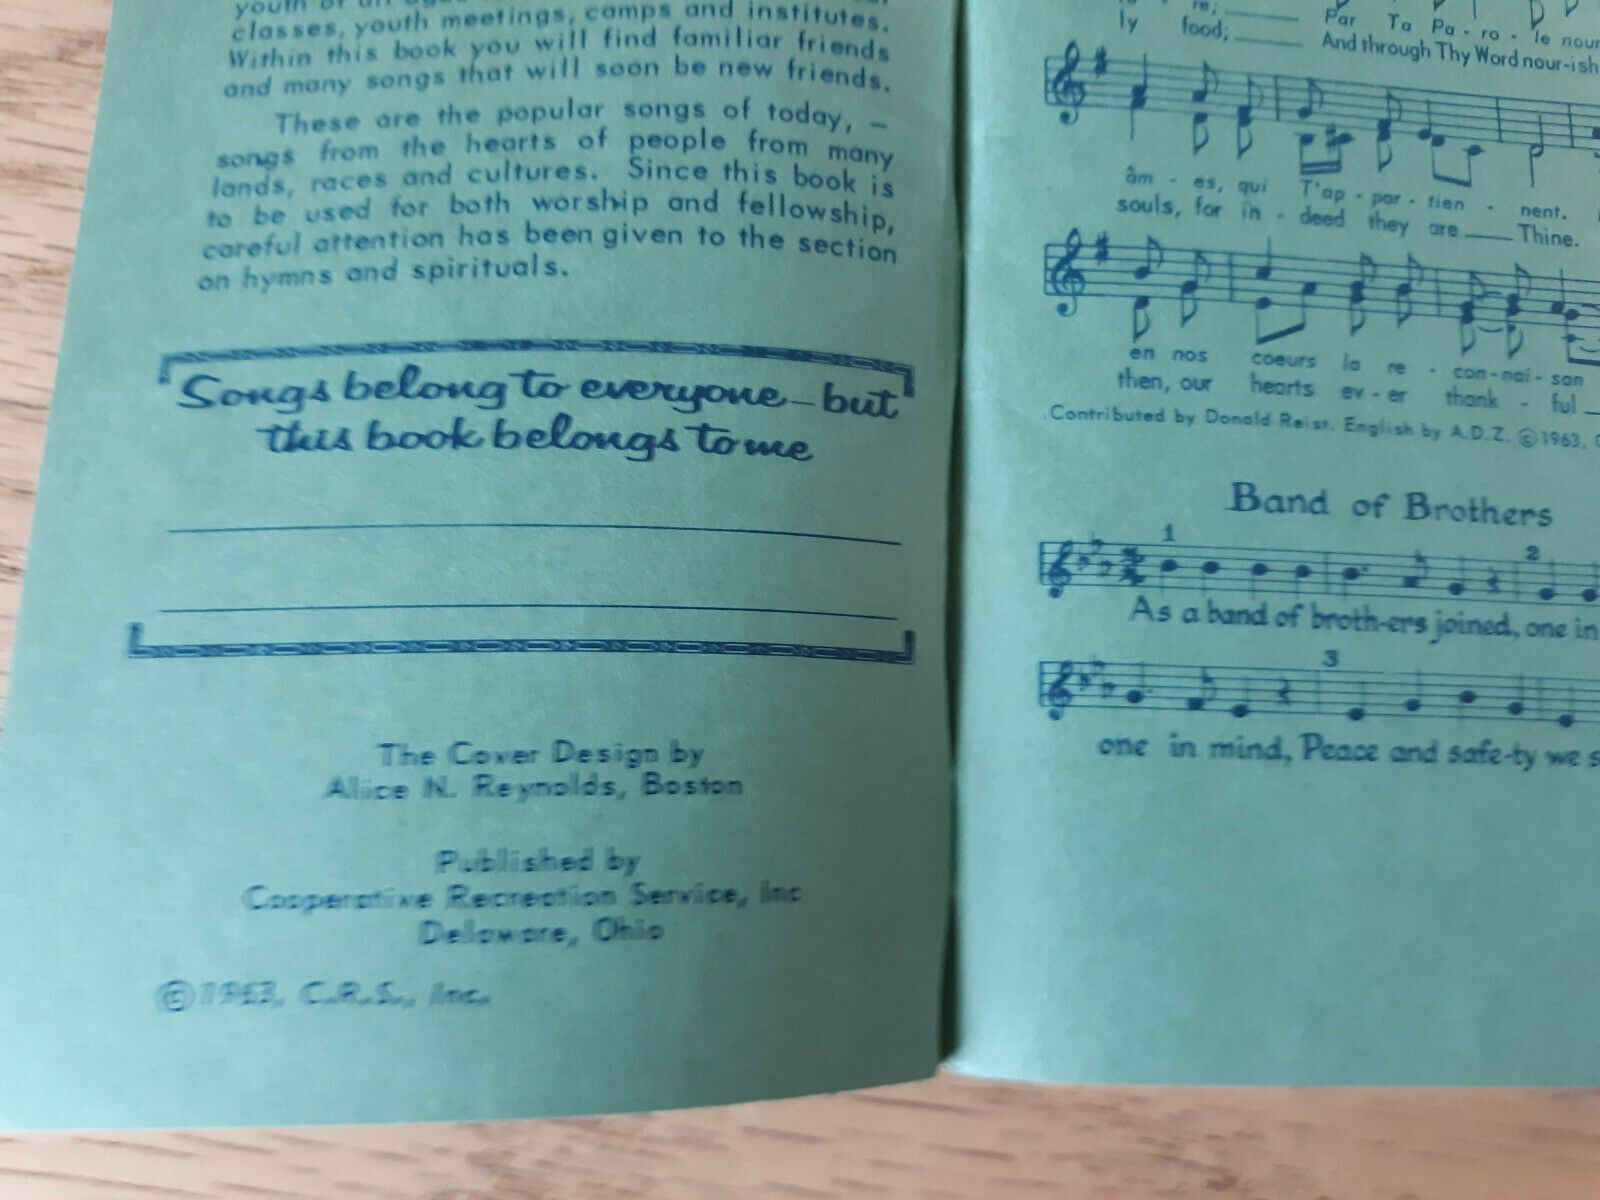 youth of all ages
classes, youth meetings, camps and institutes.
Within this book you will find familiar friends
and many songs that will soon be new friends.
These are the popular songs of today, —
songs from the hearts of people from many
lands, races and cultures. Since this book is
to be used for both worship and fellowship,
careful attention has been given to the section
on hymns and spirituals.
Songs belong to everyone—but
this book belongs to me
The Cover Design by
Alice N. Reynolds, Boston
Published by
Cooperative Recreation Service, Inc
Delaware, Ohio
©1963, C.R.S., Inc.
re; Par Ta Pa - ro - le nour
ly food; And through Thy Word nour-ish
âm - es, qui T'ap - par - tien - nent.
souls, for in - deed they are Thine.
en nos coeurs la re - con-nai-san
then, our hearts ev - er thank - ful
Contributed by Donald Reist. English by A.D.Z. ©1963,
Band of Brothers
1 2
As a band of broth-ers joined, one in
3
one in mind, Peace and safe-ty we